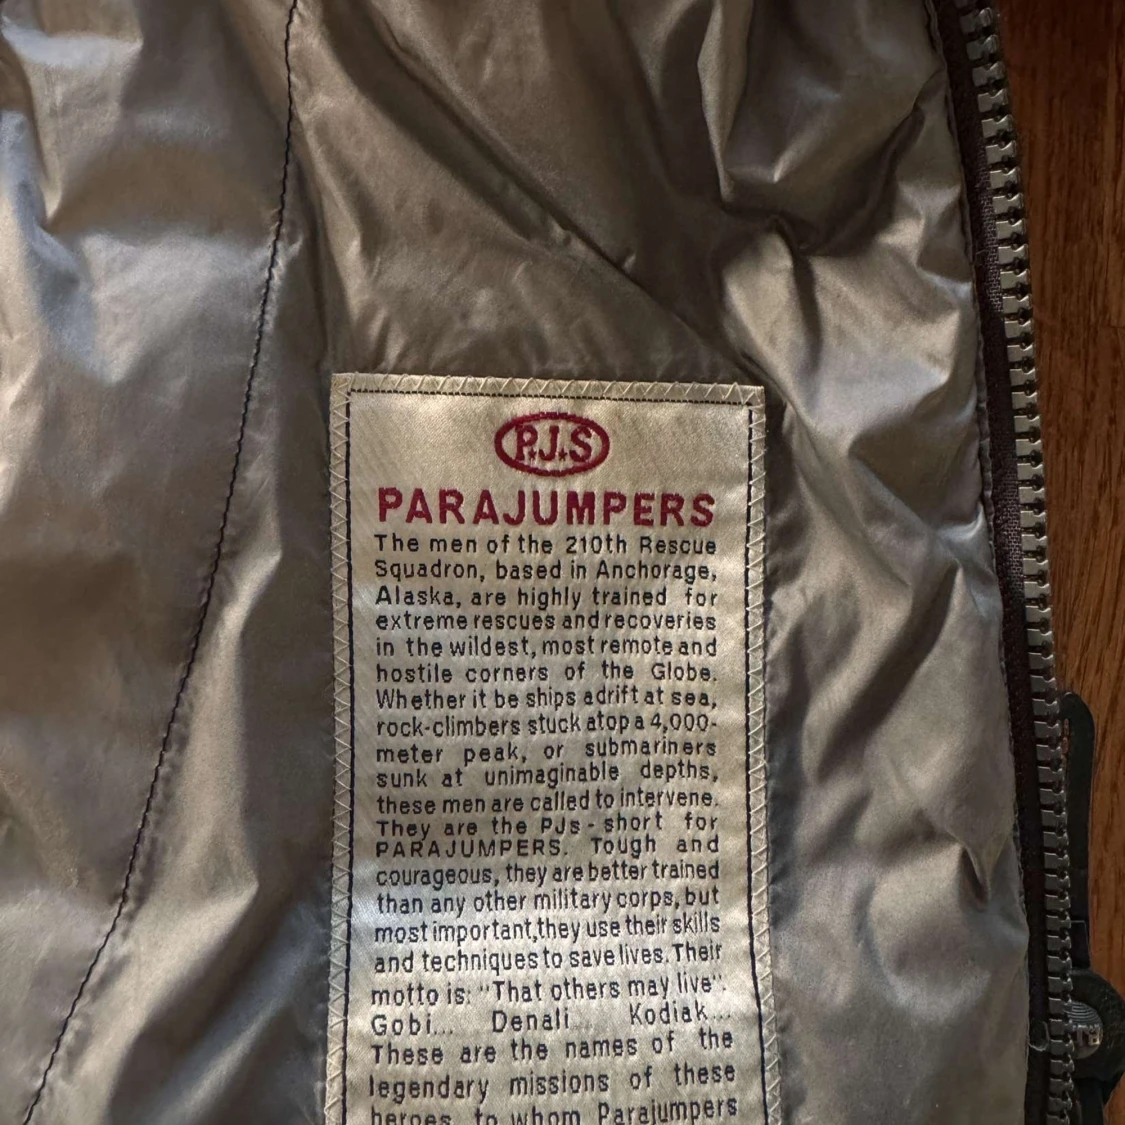 P.J.S
PARAJUMPERS
The men of the 210th Rescue
Squadron, based in Anchorage,
Alaska, are highly trained for
extreme rescues and recoveries
in the wildest, most remote and
hostile corners of the Globe.
Whether it be ships adrift at sea,
rock-climbers stuck atop a 4,000-
meter peak, or submariners
sunk at unimaginable depths,
these men are called to intervene.
They are the PJs - short for
PARAJUMPERS. Tough and
courageous, they are better trained
than any other military corps, but
most important, they use their skills
and techniques to save lives. Their
motto is: "That others may live".
Gobi... Denali... Kodiak...
These are the names of the
legendary missions of these
heroes, to whom Parajumpers